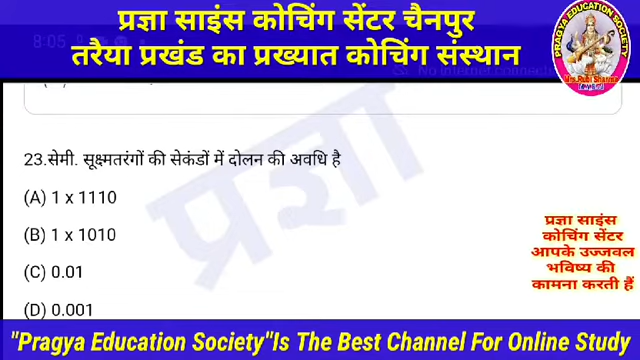 प्रज्ञा साइंस कोचिंग सेंटर चैनपुर
तरैया प्रखंड का प्रख्यात कोचिंग संस्थान
PRAGYA EDUCATION SOCIETY
23.सेमी. सूक्ष्मतरंगों की सेकंडों में दोलन की अवधि है
(A) 1 x 1110
(B) 1 x 1010
(C) 0.01
(D) 0.001
प्रज्ञा
प्रज्ञा साइंस
कोचिंग सेंटर
आपके उज्जवल
भविष्य की
कामना करती हैं
"Pragya Education Society"Is The Best Channel For Online Study